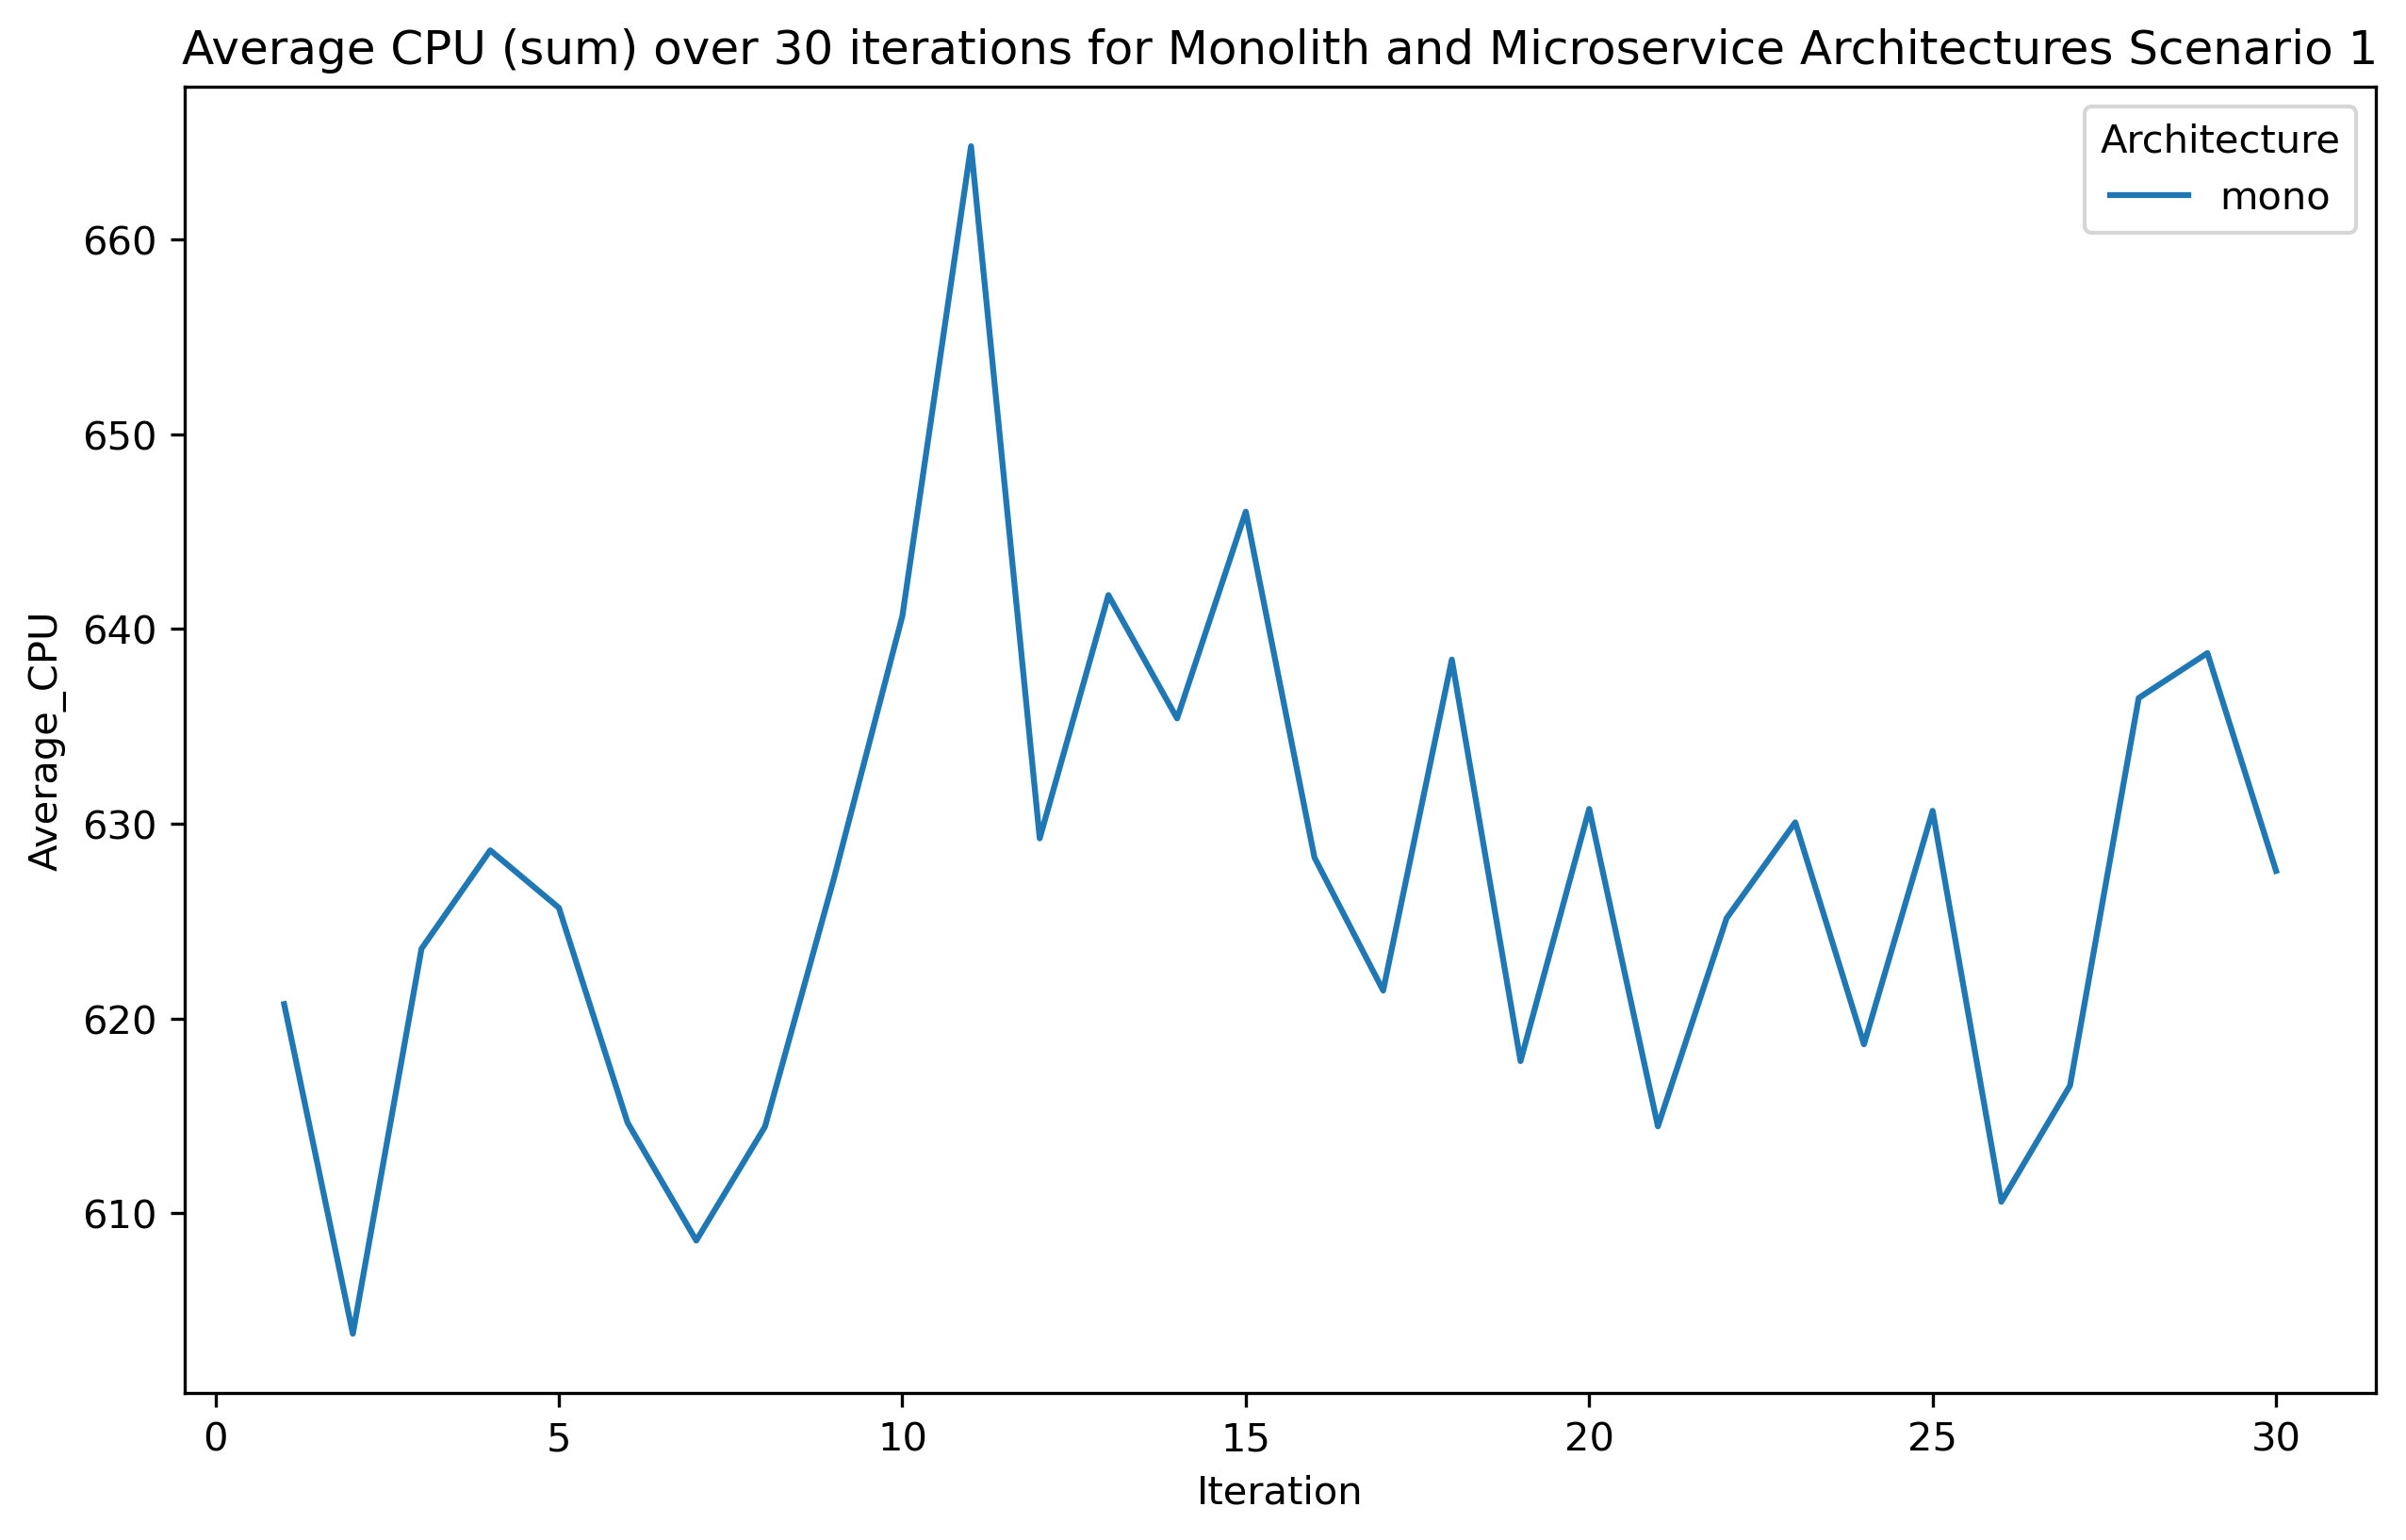 Average CPU (sum) over 30 iterations for Monolith and Microservice Architectures Scenario 1
Architecture
mono
660
650
640
630
620
610
Average_CPU
0 5 10 15 20 25 30
Iteration